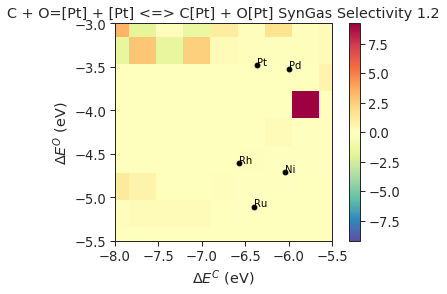 C + O=[Pt] + [Pt] <=> C[Pt] + O[Pt] SynGas Selectivity 1.2
−3.0
−3.5
−4.0
−4.5
−5.0
−5.5
ΔE^O (eV)
Pt
Pd
Rh
Ni
Ru
−8.0 −7.5 −7.0 −6.5 −6.0 −5.5
ΔE^C (eV)
7.5
5.0
2.5
0.0
−2.5
−5.0
−7.5